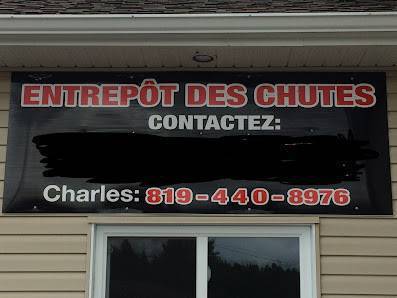 ENTREPÔT DES CHUTES
CONTACTEZ:
Charles: 819-440-8976